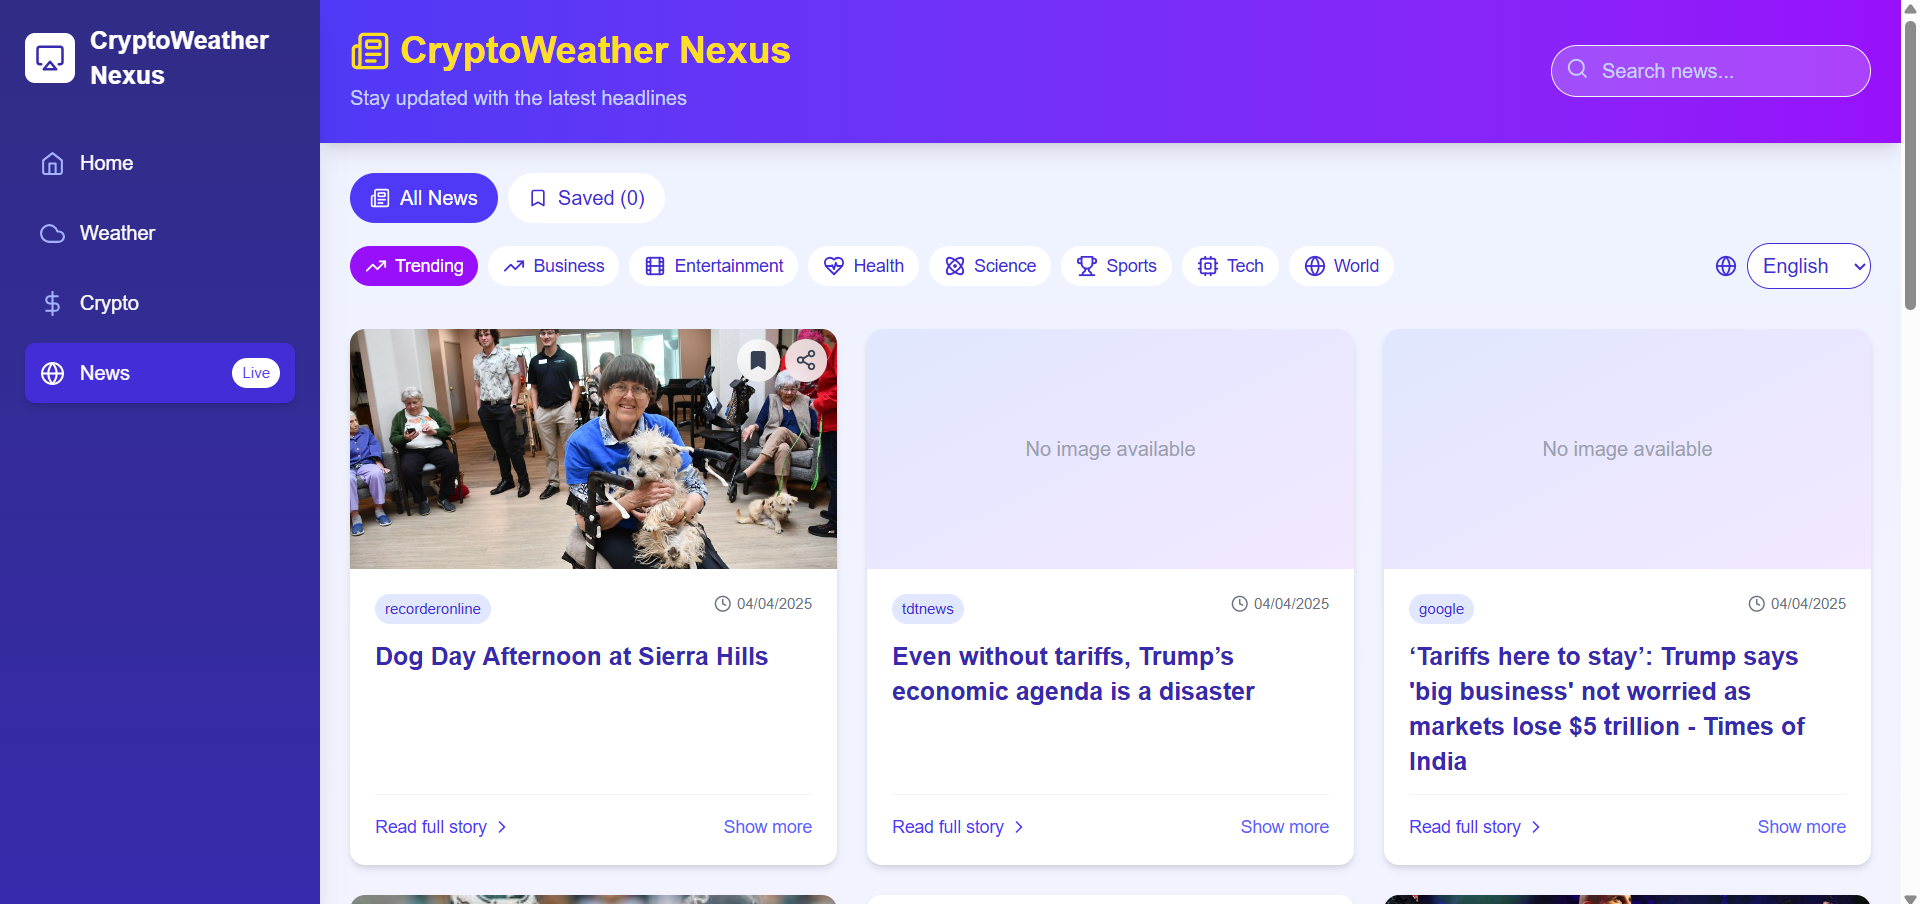 CryptoWeather
Nexus
Home
Weather
Crypto
News
Live
CryptoWeather Nexus
Stay updated with the latest headlines
Search news...
All News
Saved (0)
Trending
Business
Entertainment
Health
Science
Sports
Tech
World
English
recorderonline
04/04/2025
Dog Day Afternoon at Sierra Hills
Read full story
Show more
No image available
tdtnews
04/04/2025
Even without tariffs, Trump’s
economic agenda is a disaster
Read full story
Show more
No image available
google
04/04/2025
‘Tariffs here to stay’: Trump says
'big business' not worried as
markets lose $5 trillion - Times of
India
Read full story
Show more